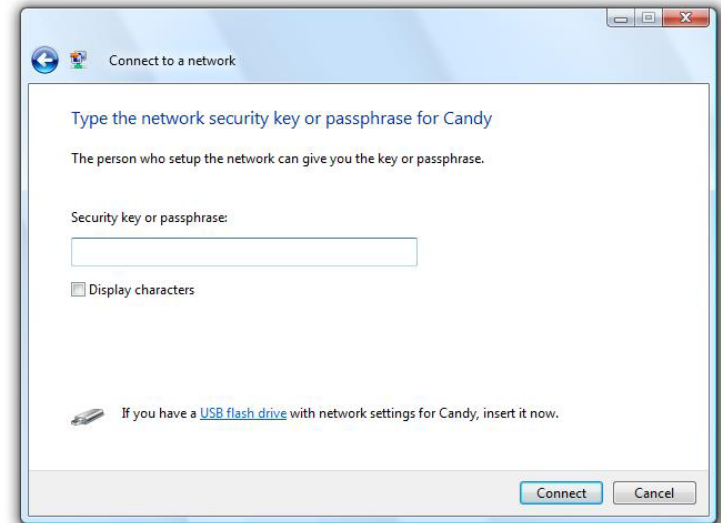 Connect to a network
Type the network security key or passphrase for Candy
The person who setup the network can give you the key or passphrase.
Security key or passphrase:
Display characters
If you have a USB flash drive with network settings for Candy, insert it now.
Connect Cancel